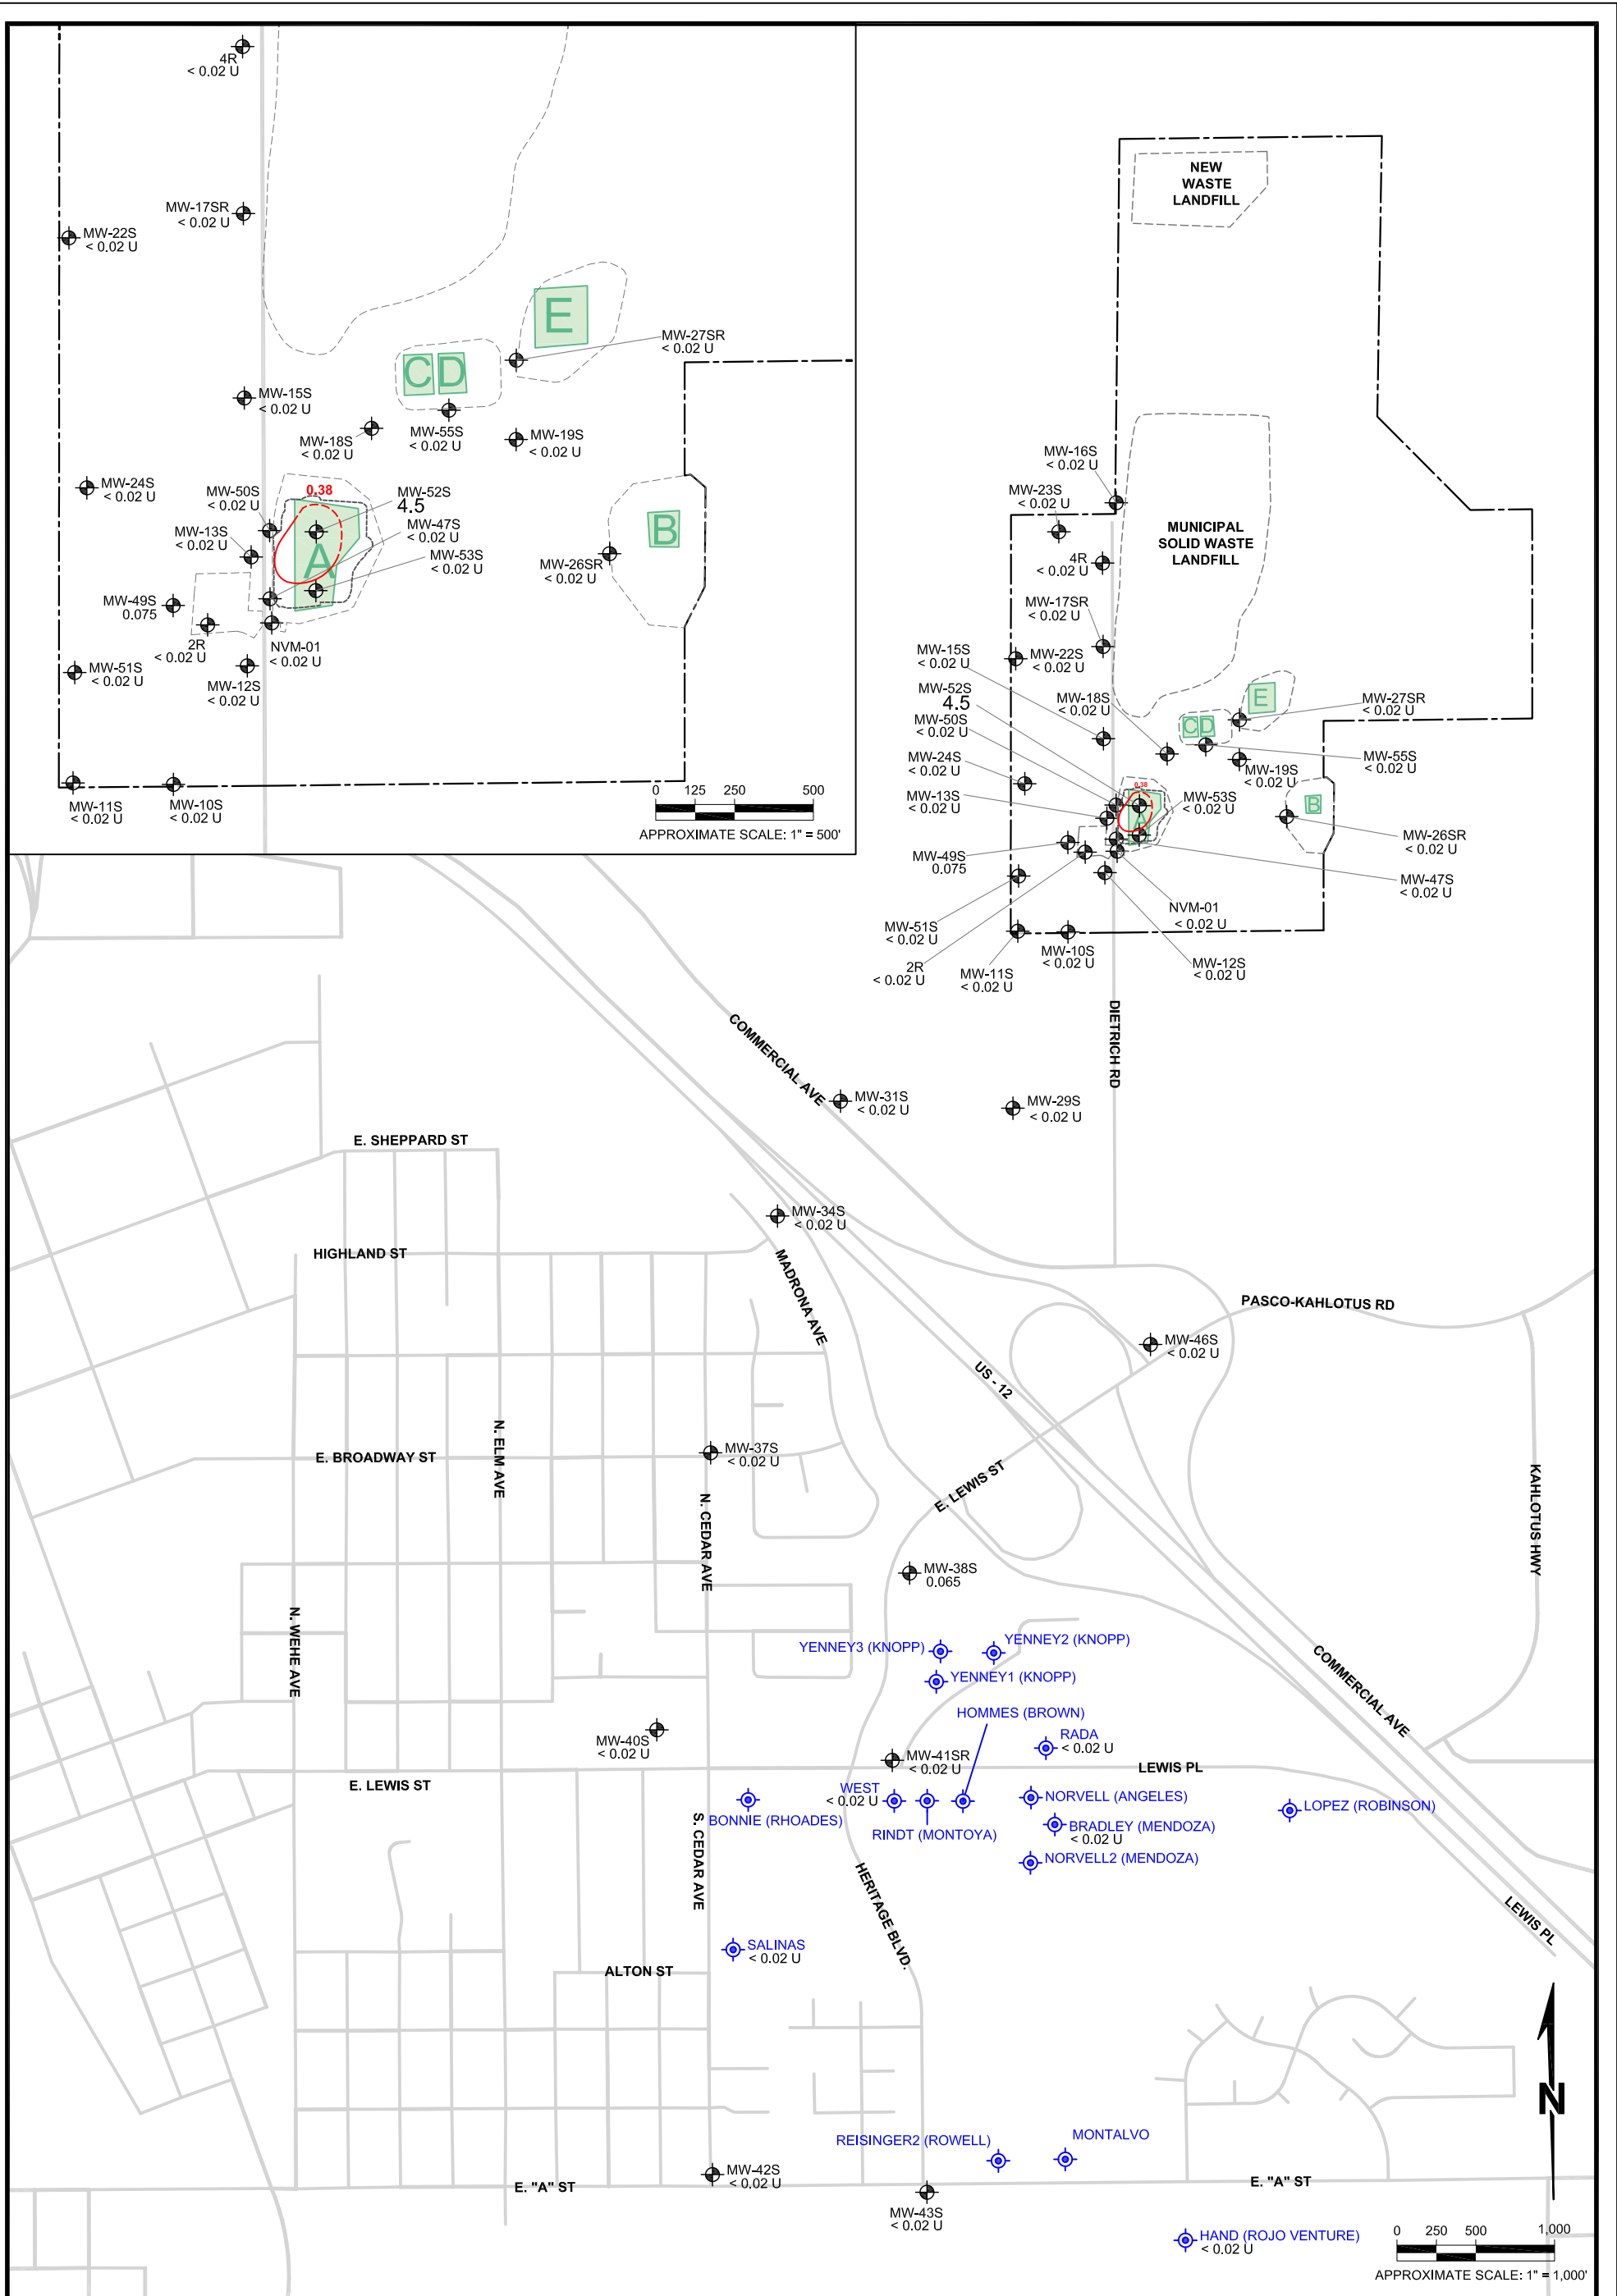 4R
< 0.02 U
MW-17SR
< 0.02 U
MW-22S
< 0.02 U
E
MW-27SR
< 0.02 U
C D
MW-15S
< 0.02 U
MW-18S
< 0.02 U
MW-55S
< 0.02 U
MW-19S
< 0.02 U
MW-24S
< 0.02 U
MW-50S
< 0.02 U
0.38
MW-52S
4.5
MW-47S
< 0.02 U
MW-13S
< 0.02 U
A
MW-53S
< 0.02 U
B
MW-26SR
< 0.02 U
MW-49S
0.075
2R
< 0.02 U
NVM-01
< 0.02 U
MW-51S
< 0.02 U
MW-12S
< 0.02 U
MW-11S
< 0.02 U
MW-10S
< 0.02 U
0 125 250 500
APPROXIMATE SCALE: 1" = 500'
NEW
WASTE
LANDFILL
MW-16S
< 0.02 U
MW-23S
< 0.02 U
MUNICIPAL
SOLID WASTE
LANDFILL
4R
< 0.02 U
MW-17SR
< 0.02 U
MW-15S
< 0.02 U
MW-22S
< 0.02 U
MW-52S
4.5
MW-18S
< 0.02 U
E
MW-27SR
< 0.02 U
MW-50S
< 0.02 U
C D
MW-24S
< 0.02 U
MW-55S
< 0.02 U
MW-19S
< 0.02 U
0.38
MW-13S
< 0.02 U
MW-53S
< 0.02 U
B
A
MW-26SR
< 0.02 U
MW-49S
0.075
MW-47S
< 0.02 U
NVM-01
< 0.02 U
MW-51S
< 0.02 U
2R
< 0.02 U
MW-11S
< 0.02 U
MW-10S
< 0.02 U
MW-12S
< 0.02 U
DIETRICH RD
COMMERCIAL AVE
MW-31S
< 0.02 U
MW-29S
< 0.02 U
E. SHEPPARD ST
MW-34S
< 0.02 U
HIGHLAND ST
MADRONA AVE
PASCO-KAHLOTUS RD
MW-46S
< 0.02 U
US - 12
N. ELM AVE
E. BROADWAY ST
MW-37S
< 0.02 U
E. LEWIS ST
N. CEDAR AVE
KAHLOTUS HWY
MW-38S
0.065
N. WEHE AVE
YENNEY3 (KNOPP)
YENNEY2 (KNOPP)
YENNEY1 (KNOPP)
COMMERCIAL AVE
HOMMES (BROWN)
MW-40S
< 0.02 U
RADA
< 0.02 U
MW-41SR
< 0.02 U
LEWIS PL
E. LEWIS ST
WEST
< 0.02 U
NORVELL (ANGELES)
LOPEZ (ROBINSON)
BONNIE (RHOADES)
RINDT (MONTOYA)
BRADLEY (MENDOZA)
< 0.02 U
NORVELL2 (MENDOZA)
S. CEDAR AVE
HERITAGE BLVD.
LEWIS PL
SALINAS
< 0.02 U
ALTON ST
N
REISINGER2 (ROWELL)
MONTALVO
MW-42S
< 0.02 U
E. "A" ST
E. "A" ST
MW-43S
< 0.02 U
HAND (ROJO VENTURE)
< 0.02 U
0 250 500 1,000
APPROXIMATE SCALE: 1" = 1,000'